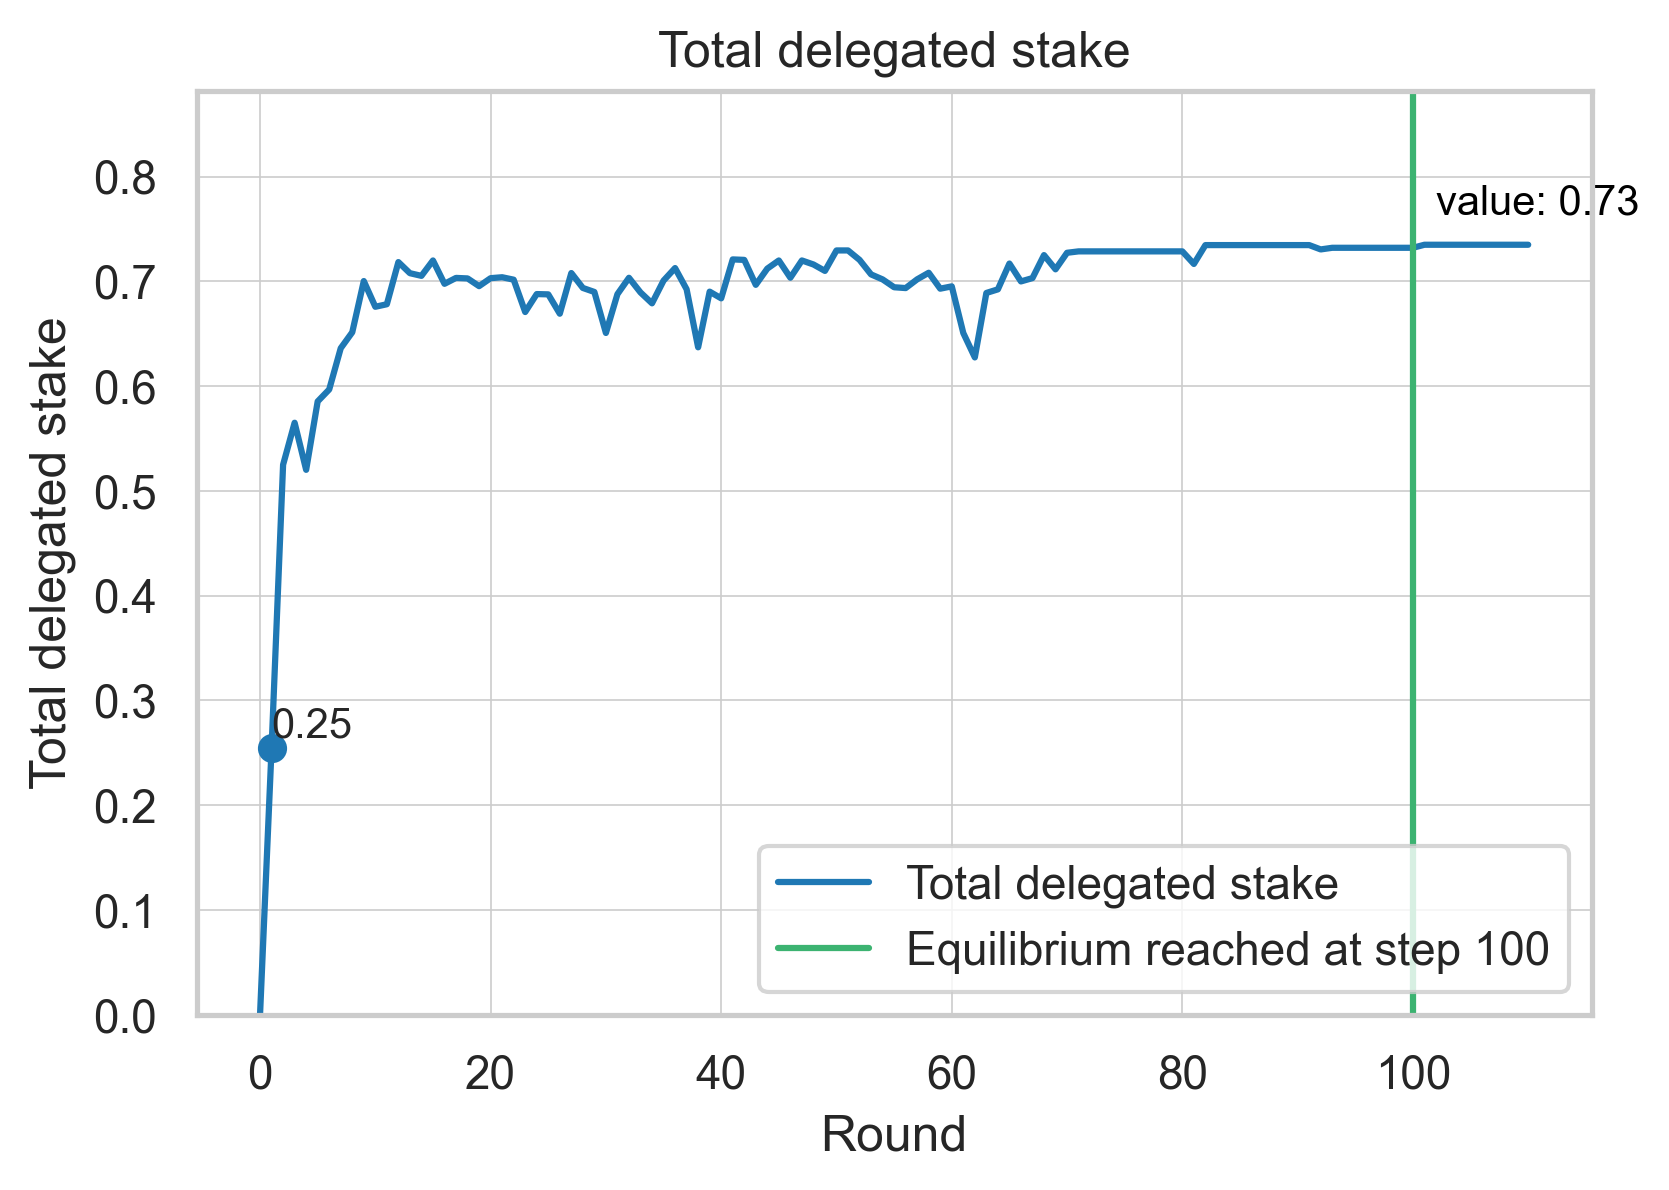 Total delegated stake
Total delegated stake
0.8
0.7
0.6
0.5
0.4
0.3
0.2
0.1
0.0
value: 0.73
0.25
Total delegated stake
Equilibrium reached at step 100
0 20 40 60 80 100
Round